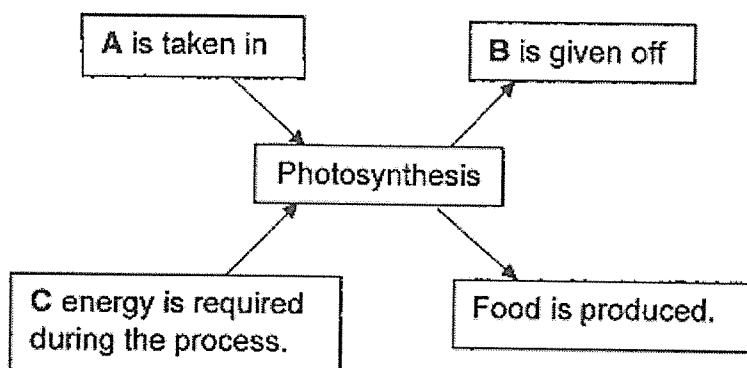 A is taken in
B is given off
Photosynthesis
C energy is required
during the process.
Food is produced.